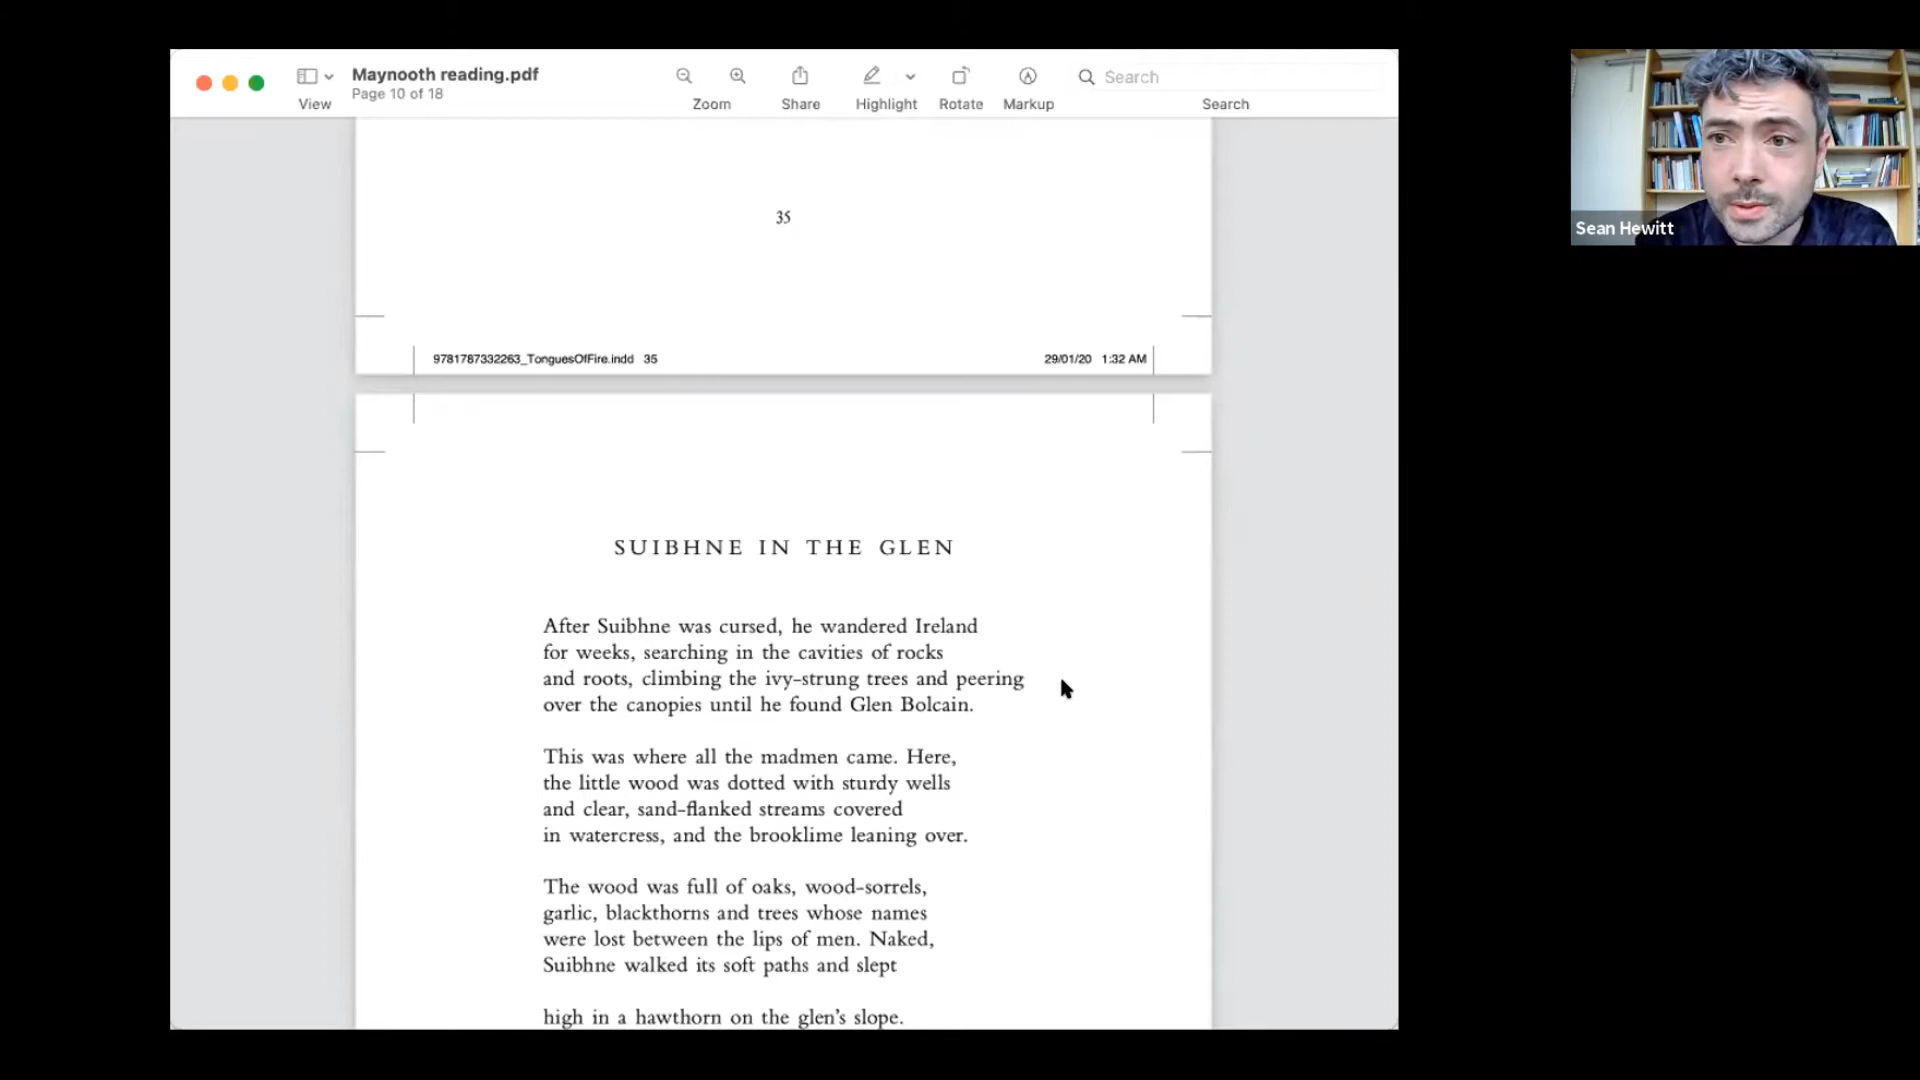 Maynooth reading.pdf
Page 10 of 18
View
Zoom
Share
Highlight
Rotate
Markup
Search
Search
Sean Hewitt
35
9781787332263_TonguesOfFire.indd 35
29/01/20 1:32 AM
SUIBHNE IN THE GLEN
After Suibhne was cursed, he wandered Ireland
for weeks, searching in the cavities of rocks
and roots, climbing the ivy-strung trees and peering
over the canopies until he found Glen Bolcain.
This was where all the madmen came. Here,
the little wood was dotted with sturdy wells
and clear, sand-flanked streams covered
in watercress, and the brooklime leaning over.
The wood was full of oaks, wood-sorrels,
garlic, blackthorns and trees whose names
were lost between the lips of men. Naked,
Suibhne walked its soft paths and slept
high in a hawthorn on the glen's slope.